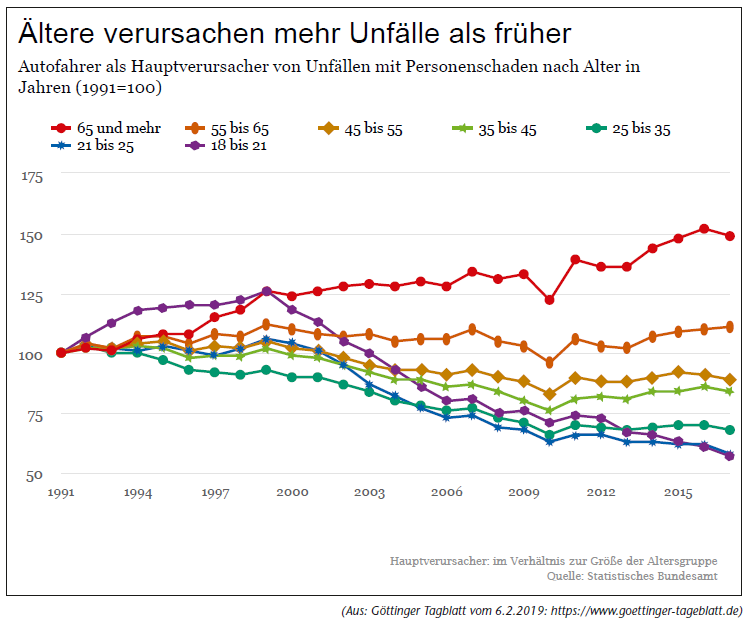 Ältere verursachen mehr Unfälle als früher
Autofahrer als Hauptverursacher von Unfällen mit Personenschaden nach Alter in
Jahren (1991=100)
65 und mehr 55 bis 65 45 bis 55 35 bis 45 25 bis 35
21 bis 25 18 bis 21
175
150
125
100
75
50
1991 1994 1997 2000 2003 2006 2009 2012 2015
Hauptverursacher: im Verhältnis zur Größe der Altersgruppe
Quelle: Statistisches Bundesamt
(Aus: Göttinger Tagblatt vom 6.2.2019: https://www.goettinger-tageblatt.de)